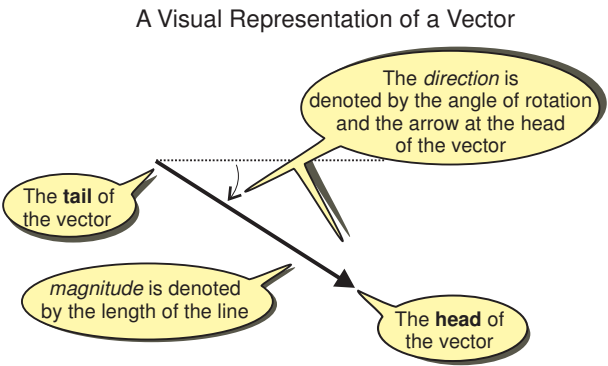 A Visual Representation of a Vector
The direction is
denoted by the angle of rotation
and the arrow at the head
of the vector
The tail of
the vector
magnitude is denoted
by the length of the line
The head of
the vector